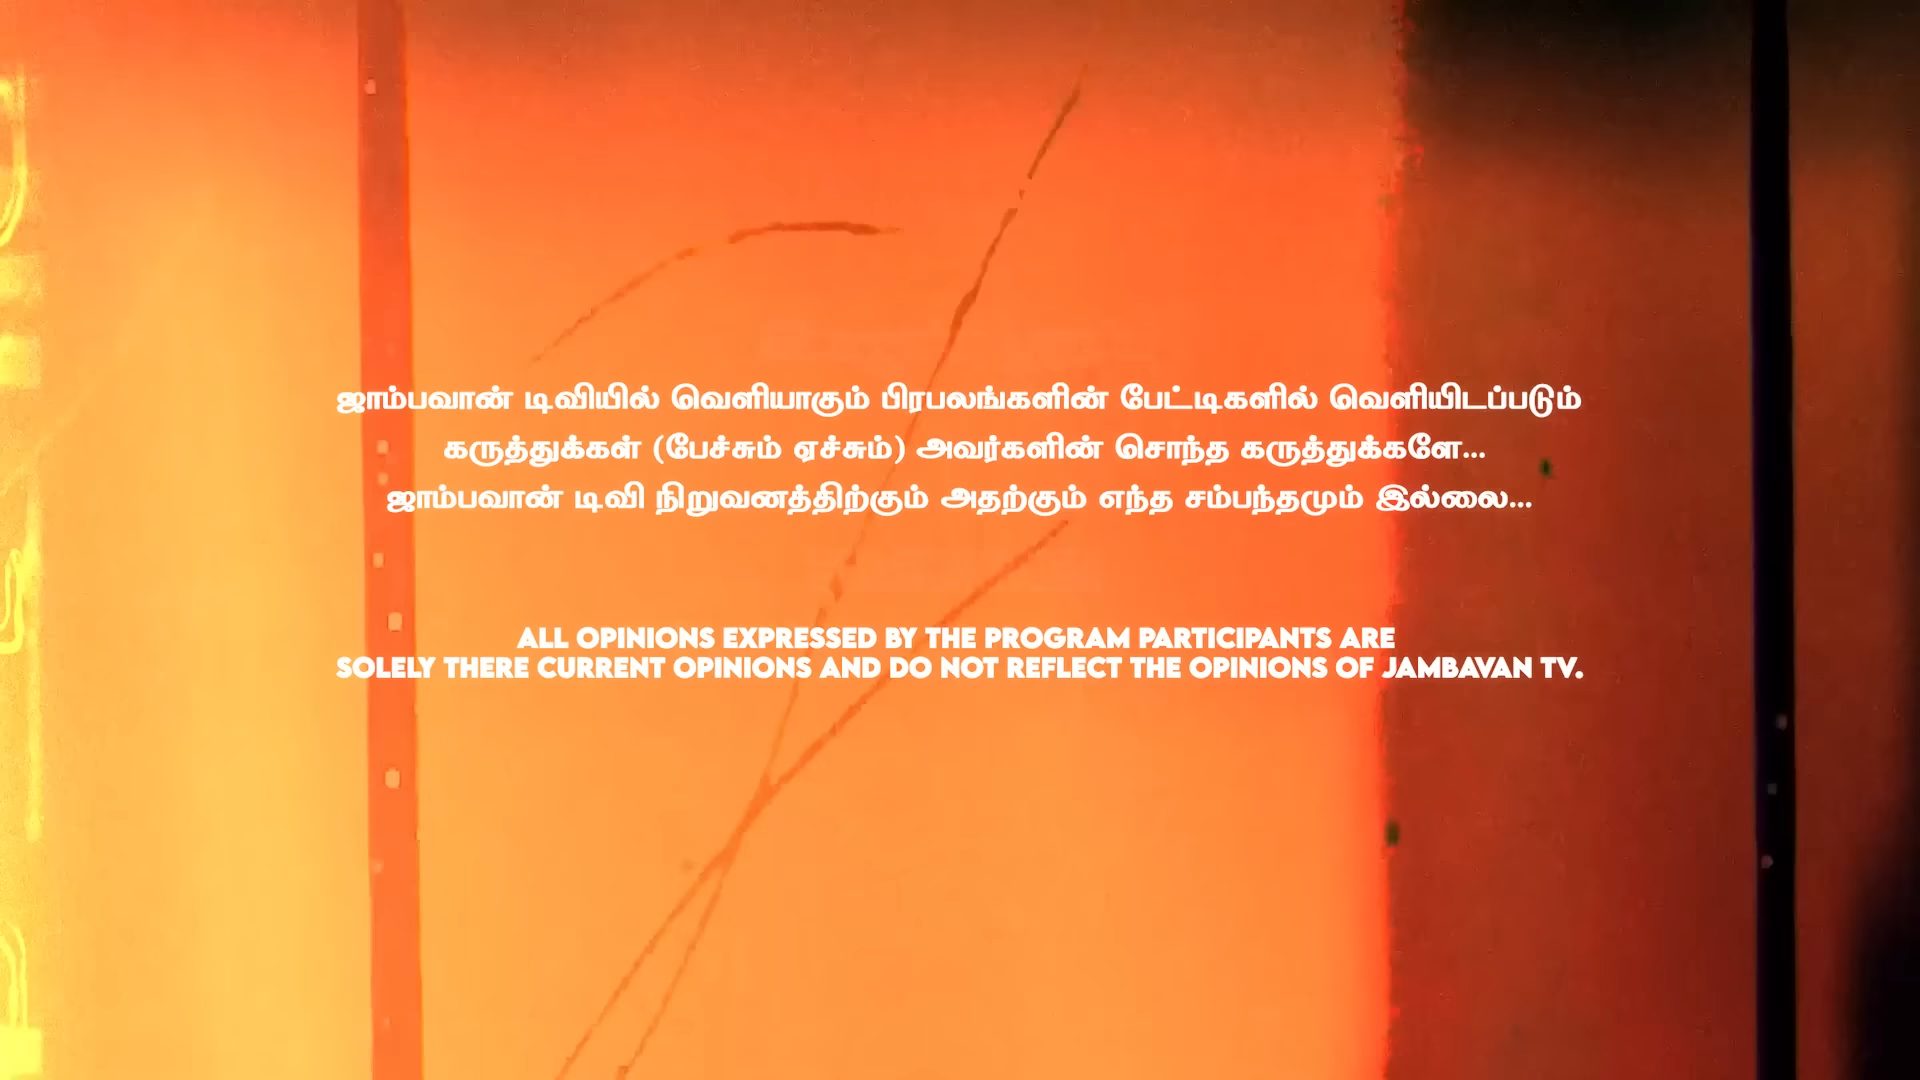 ஜாம்பவான் டிவியில் வெளியாகும் பிரபலங்களின் பேட்டிகளில் வெளியிடப்படும்
கருத்துக்கள் (பேச்சும் ஏச்சும்) அவர்களின் சொந்த கருத்துக்களே...
ஜாம்பவான் டிவி நிறுவனத்திற்கும் அதற்கும் எந்த சம்பந்தமும் இல்லை...
ALL OPINIONS EXPRESSED BY THE PROGRAM PARTICIPANTS ARE
SOLELY THERE CURRENT OPINIONS AND DO NOT REFLECT THE OPINIONS OF JAMBAVAN TV.